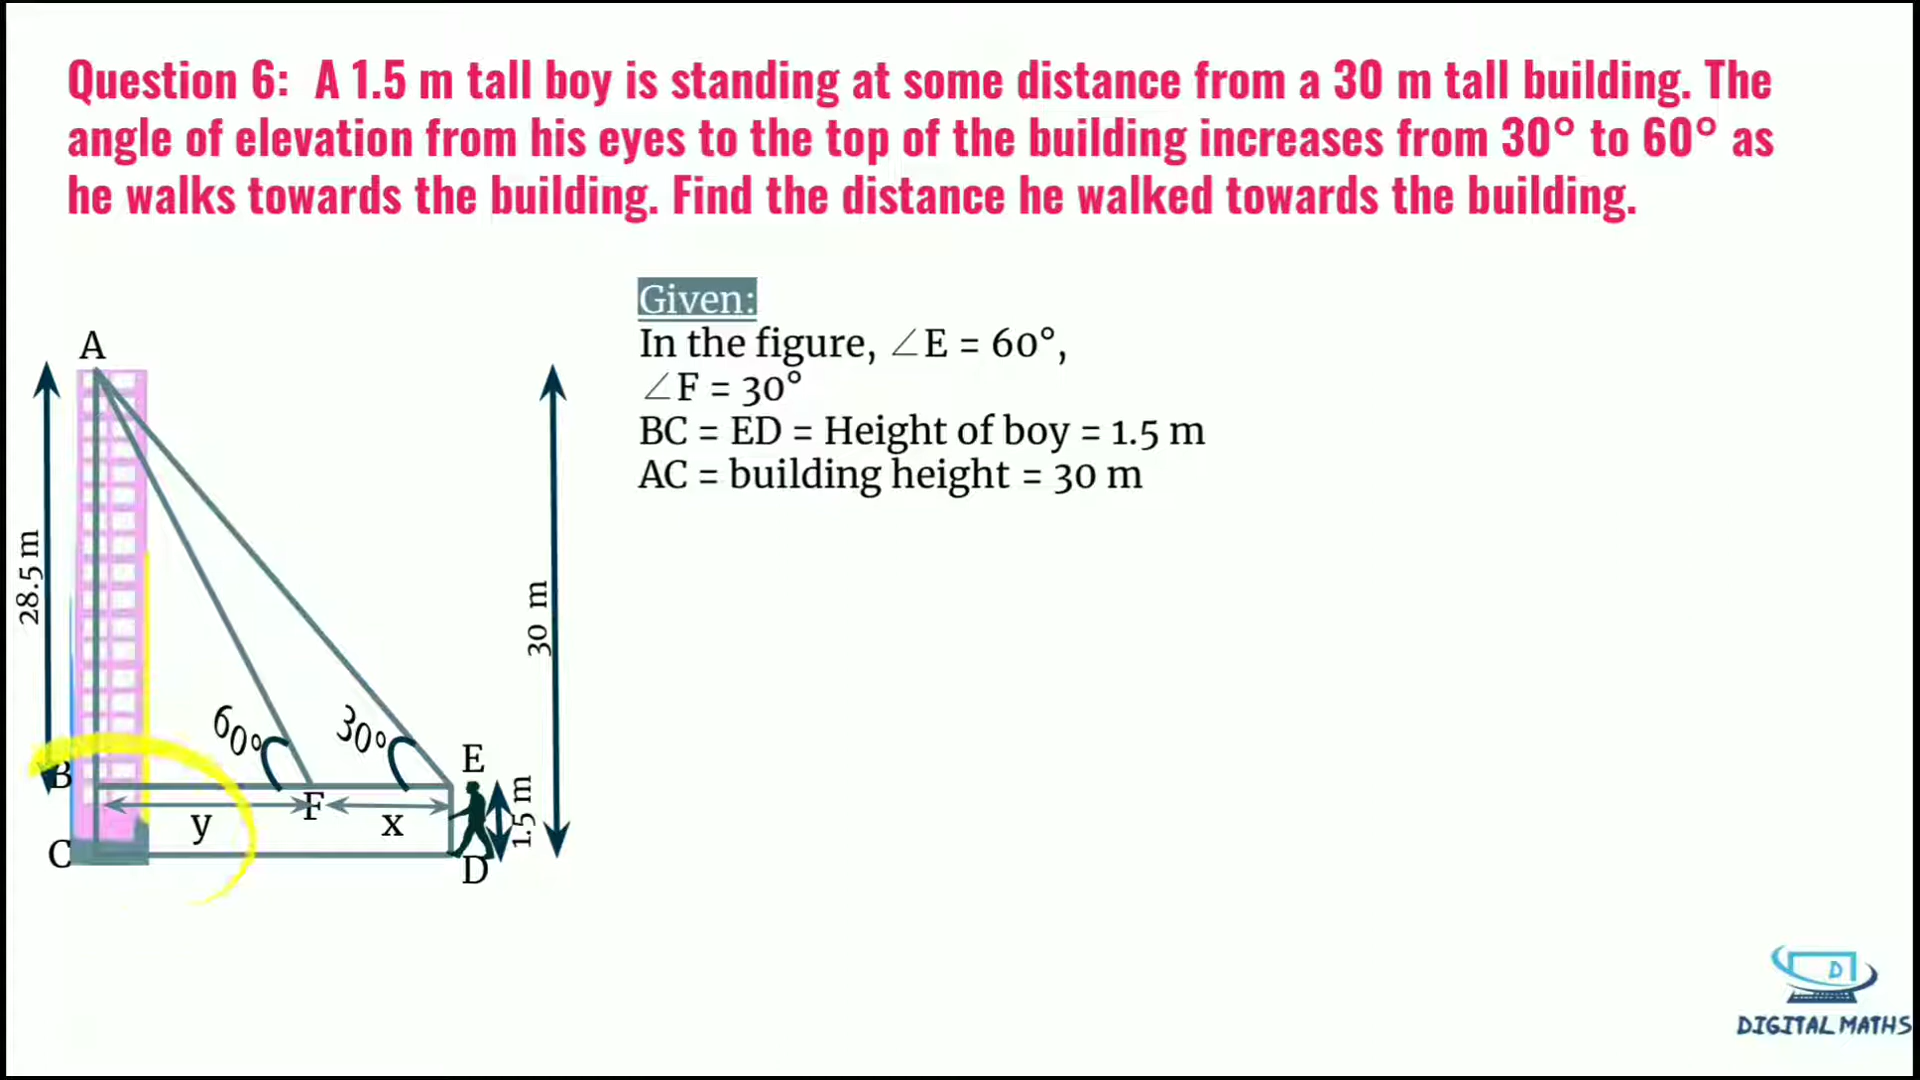 Question 6: A 1.5 m tall boy is standing at some distance from a 30 m tall building. The
angle of elevation from his eyes to the top of the building increases from 30° to 60° as
he walks towards the building. Find the distance he walked towards the building.
Given:
In the figure, ∠E = 60°,
∠F = 30°
BC = ED = Height of boy = 1.5 m
AC = building height = 30 m
A
28.5 m
30 m
60°
30°
E
B
F
1.5 m
y
x
C
D
D
DIGITAL MATHS